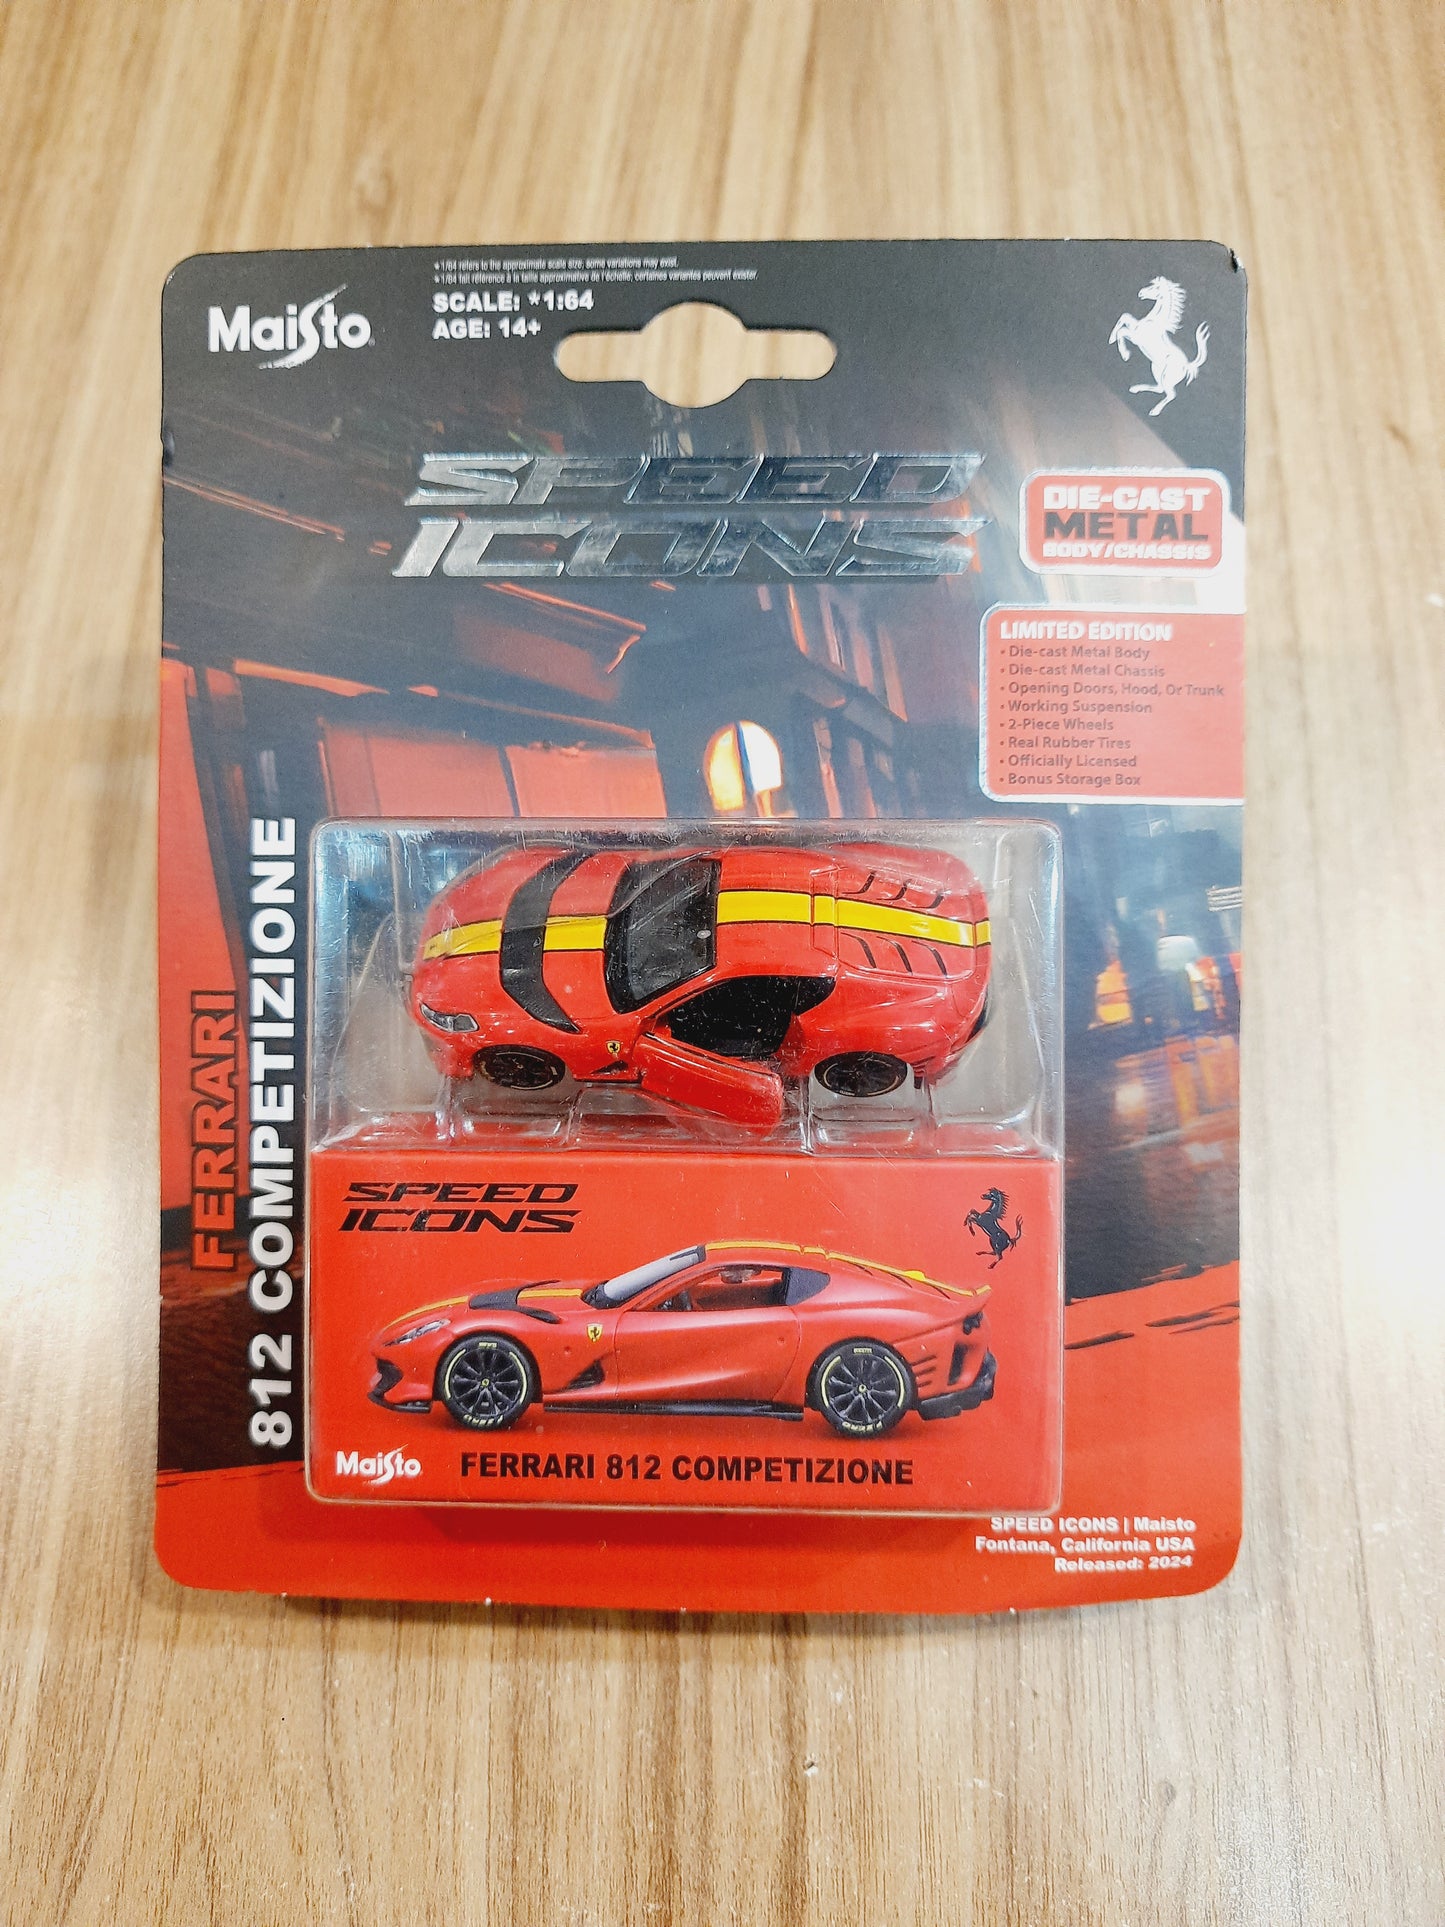 *1/64 refers to the approximate scale size, some variations may exist.
*1/64 fait référence à la taille approximative de l'échelle, certaines variantes peuvent exister.
Maisto
SCALE: *1:64
AGE: 14+
SPEED
ICONS
DIE-CAST
METAL
BODY/CHASSIS
LIMITED EDITION
• Die-cast Metal Body
• Die-cast Metal Chassis
• Opening Doors, Hood, Or Trunk
• Working Suspension
• 2-Piece Wheels
• Real Rubber Tires
• Officially Licensed
• Bonus Storage Box
FERRARI
812 COMPETIZIONE
SPEED
ICONS
Maisto
FERRARI 812 COMPETIZIONE
SPEED ICONS | Maisto
Fontana, California USA
Released: 2024